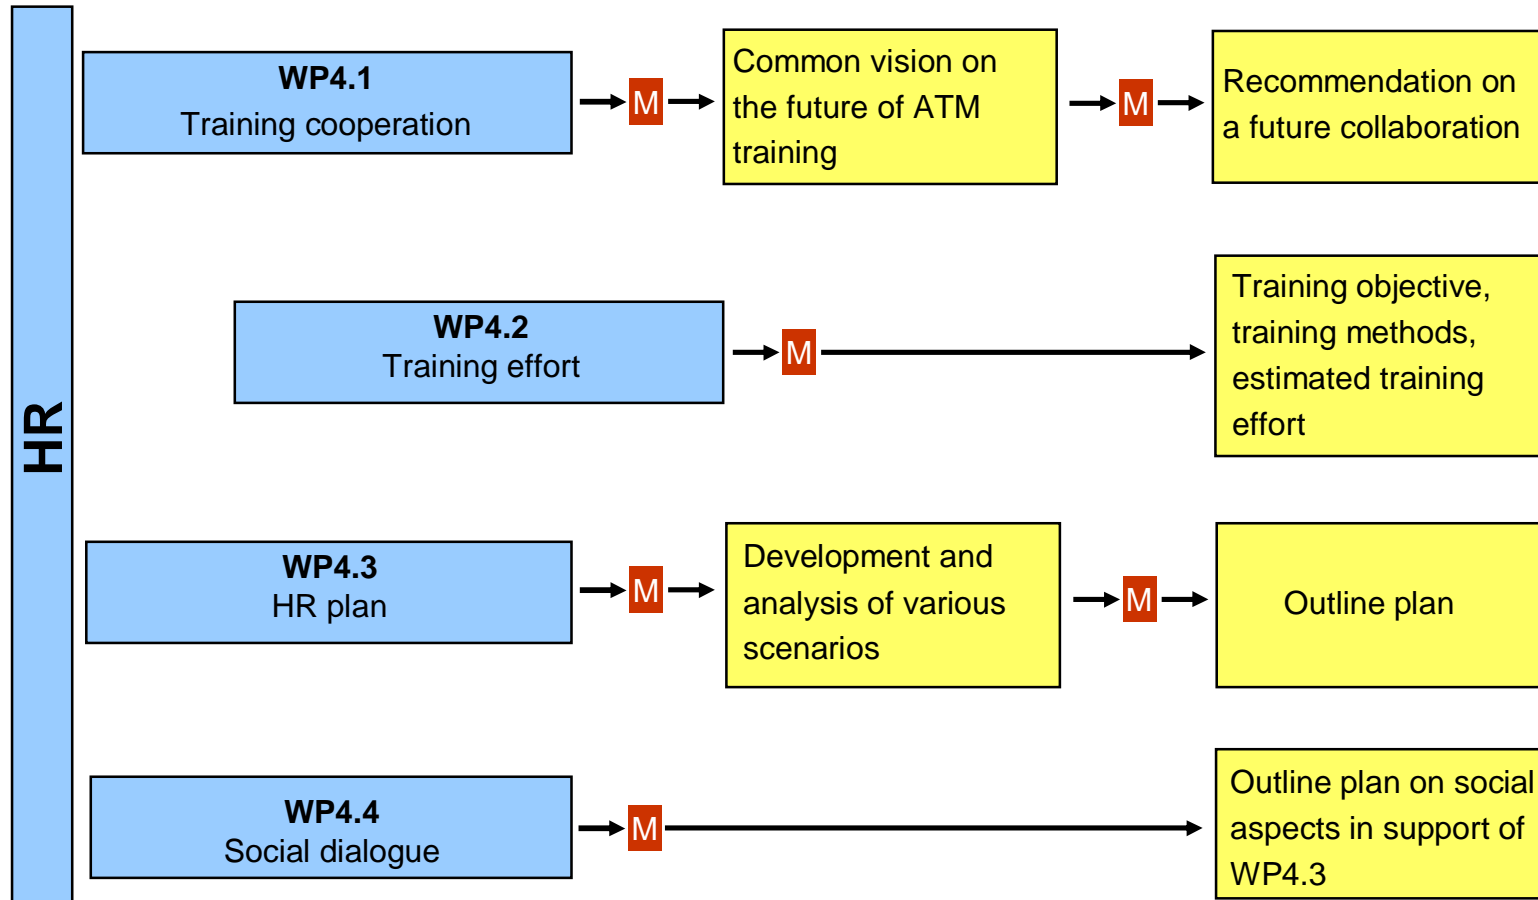 HR
WP4.1
Training cooperation
M
Common vision on
the future of ATM
training
M
Recommendation on
a future collaboration
WP4.2
Training effort
M
Training objective,
training methods,
estimated training
effort
WP4.3
HR plan
M
Development and
analysis of various
scenarios
M
Outline plan
WP4.4
Social dialogue
M
Outline plan on social
aspects in support of
WP4.3